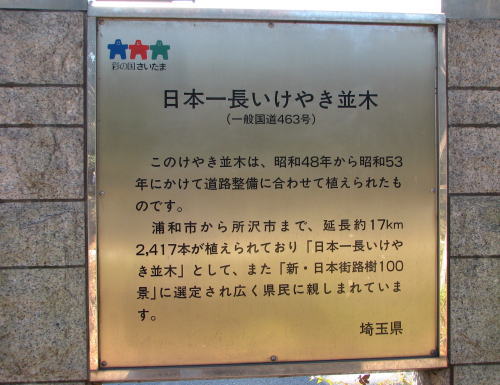 彩の国さいたま
日本一長いけやき並木
（一般国道463号）
このけやき並木は、昭和48年から昭和53
年にかけて道路整備に合わせて植えられたも
のです。
浦和市から所沢市まで、延長約17km
2,417本が植えられており「日本一長いけや
き並木」として、また「新・日本街路樹100
景」に選定され広く県民に親しまれていま
す。
埼玉県